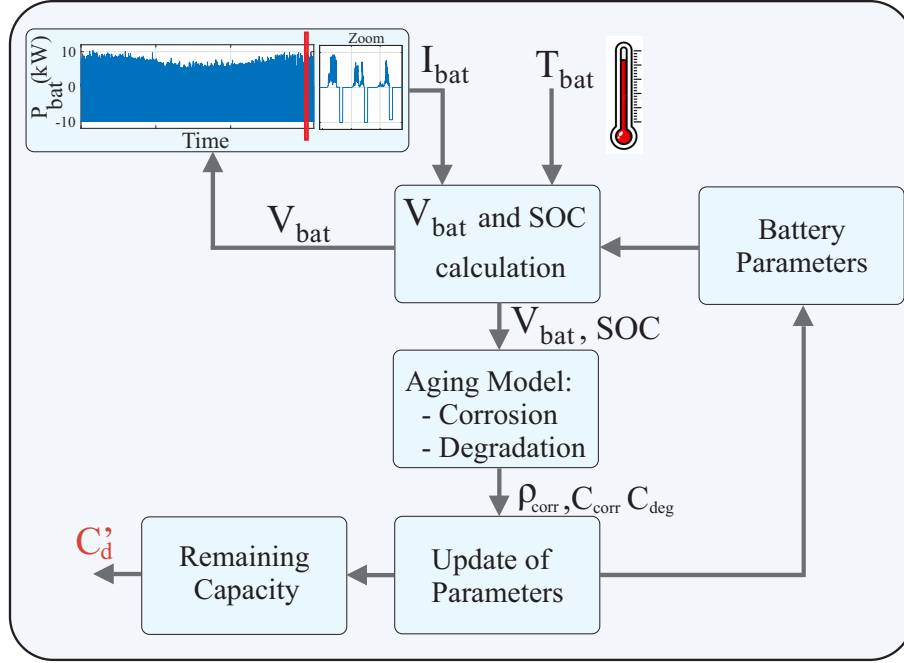 P_bat (kW)
10
0
-10
Time
Zoom
I_bat
T_bat
V_bat
V_bat and SOC
calculation
Battery
Parameters
V_bat, SOC
Aging Model:
- Corrosion
- Degradation
ρ_corr, C_corr C_deg
C_d’
Remaining
Capacity
Update of
Parameters